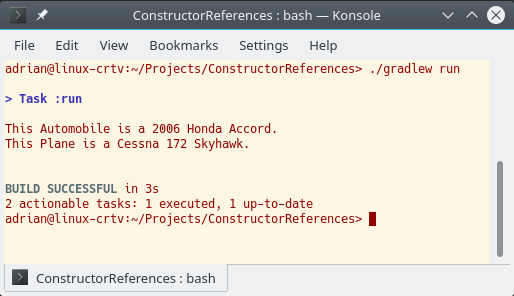 ConstructorReferences : bash — Konsole
File Edit View Bookmarks Settings Help
adrian@linux-crtv:~/Projects/ConstructorReferences> ./gradlew run
> Task :run
This Automobile is a 2006 Honda Accord.
This Plane is a Cessna 172 Skyhawk.
BUILD SUCCESSFUL in 3s
2 actionable tasks: 1 executed, 1 up-to-date
adrian@linux-crtv:~/Projects/ConstructorReferences>
ConstructorReferences : bash